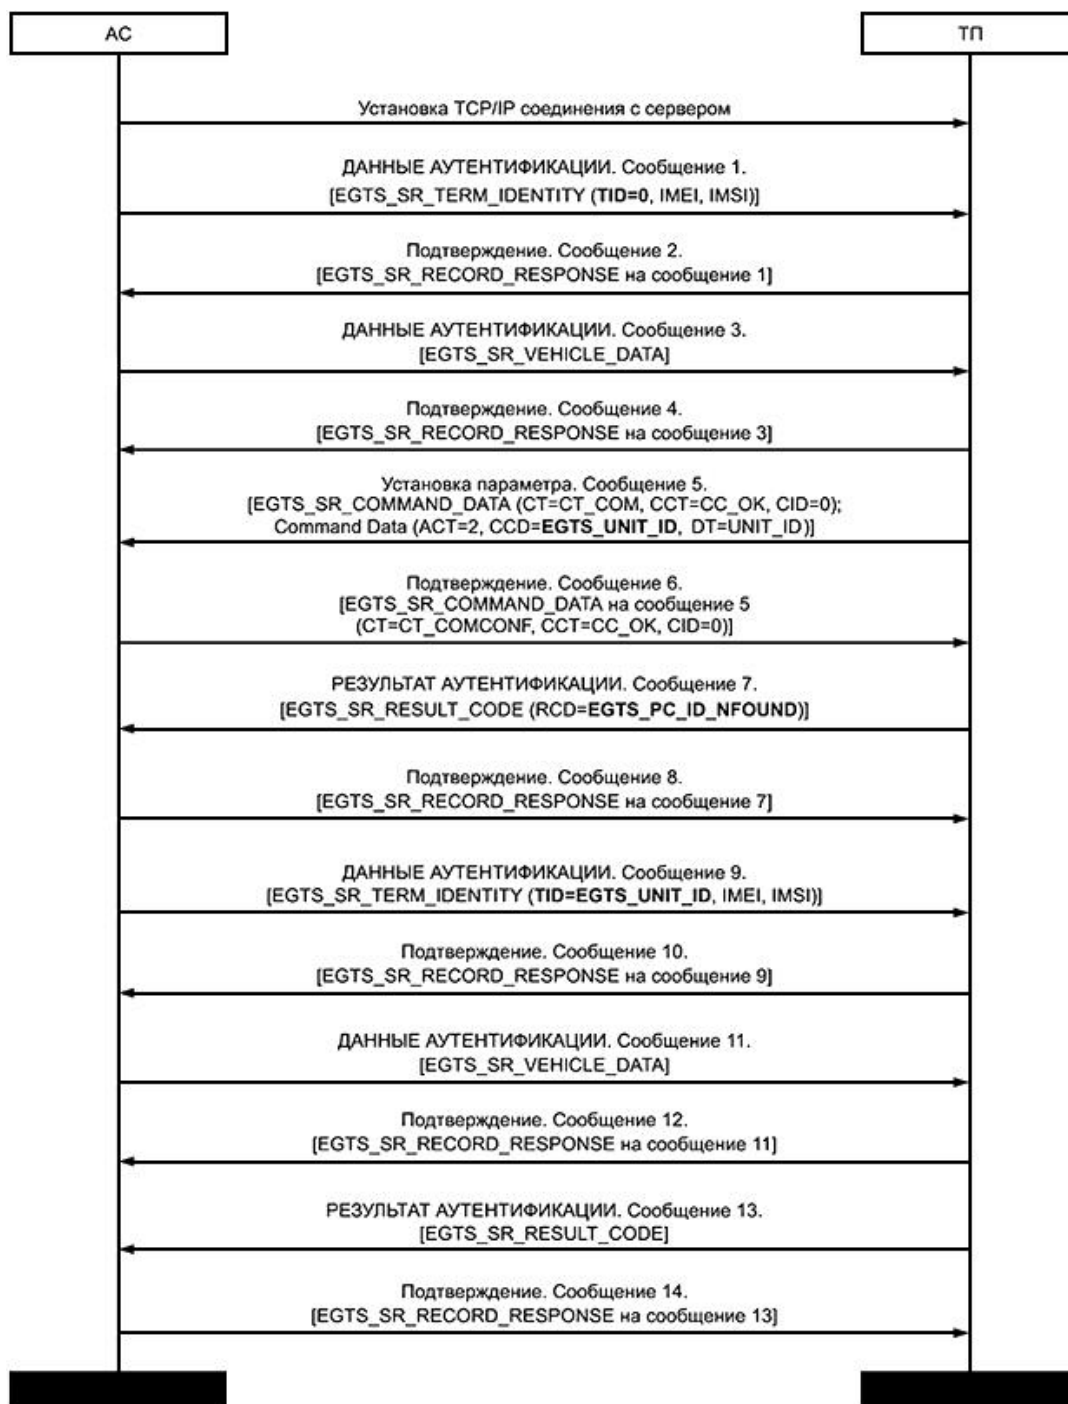 АС
ТП
Установка TCP/IP соединения с сервером
ДАННЫЕ АУТЕНТИФИКАЦИИ. Сообщение 1.
[EGTS_SR_TERM_IDENTITY (TID=0, IMEI, IMSI)]
Подтверждение. Сообщение 2.
[EGTS_SR_RECORD_RESPONSE на сообщение 1]
ДАННЫЕ АУТЕНТИФИКАЦИИ. Сообщение 3.
[EGTS_SR_VEHICLE_DATA]
Подтверждение. Сообщение 4.
[EGTS_SR_RECORD_RESPONSE на сообщение 3]
Установка параметра. Сообщение 5.
[EGTS_SR_COMMAND_DATA (CT=CT_COM, CCT=CC_OK, CID=0);
Command Data (ACT=2, CCD=EGTS_UNIT_ID, DT=UNIT_ID)]
Подтверждение. Сообщение 6.
[EGTS_SR_COMMAND_DATA на сообщение 5
(CT=CT_COMCONF, CCT=CC_OK, CID=0)]
РЕЗУЛЬТАТ АУТЕНТИФИКАЦИИ. Сообщение 7.
[EGTS_SR_RESULT_CODE (RCD=EGTS_PC_ID_NFOUND)]
Подтверждение. Сообщение 8.
[EGTS_SR_RECORD_RESPONSE на сообщение 7]
ДАННЫЕ АУТЕНТИФИКАЦИИ. Сообщение 9.
[EGTS_SR_TERM_IDENTITY (TID=EGTS_UNIT_ID, IMEI, IMSI)]
Подтверждение. Сообщение 10.
[EGTS_SR_RECORD_RESPONSE на сообщение 9]
ДАННЫЕ АУТЕНТИФИКАЦИИ. Сообщение 11.
[EGTS_SR_VEHICLE_DATA]
Подтверждение. Сообщение 12.
[EGTS_SR_RECORD_RESPONSE на сообщение 11]
РЕЗУЛЬТАТ АУТЕНТИФИКАЦИИ. Сообщение 13.
[EGTS_SR_RESULT_CODE]
Подтверждение. Сообщение 14.
[EGTS_SR_RECORD_RESPONSE на сообщение 13]